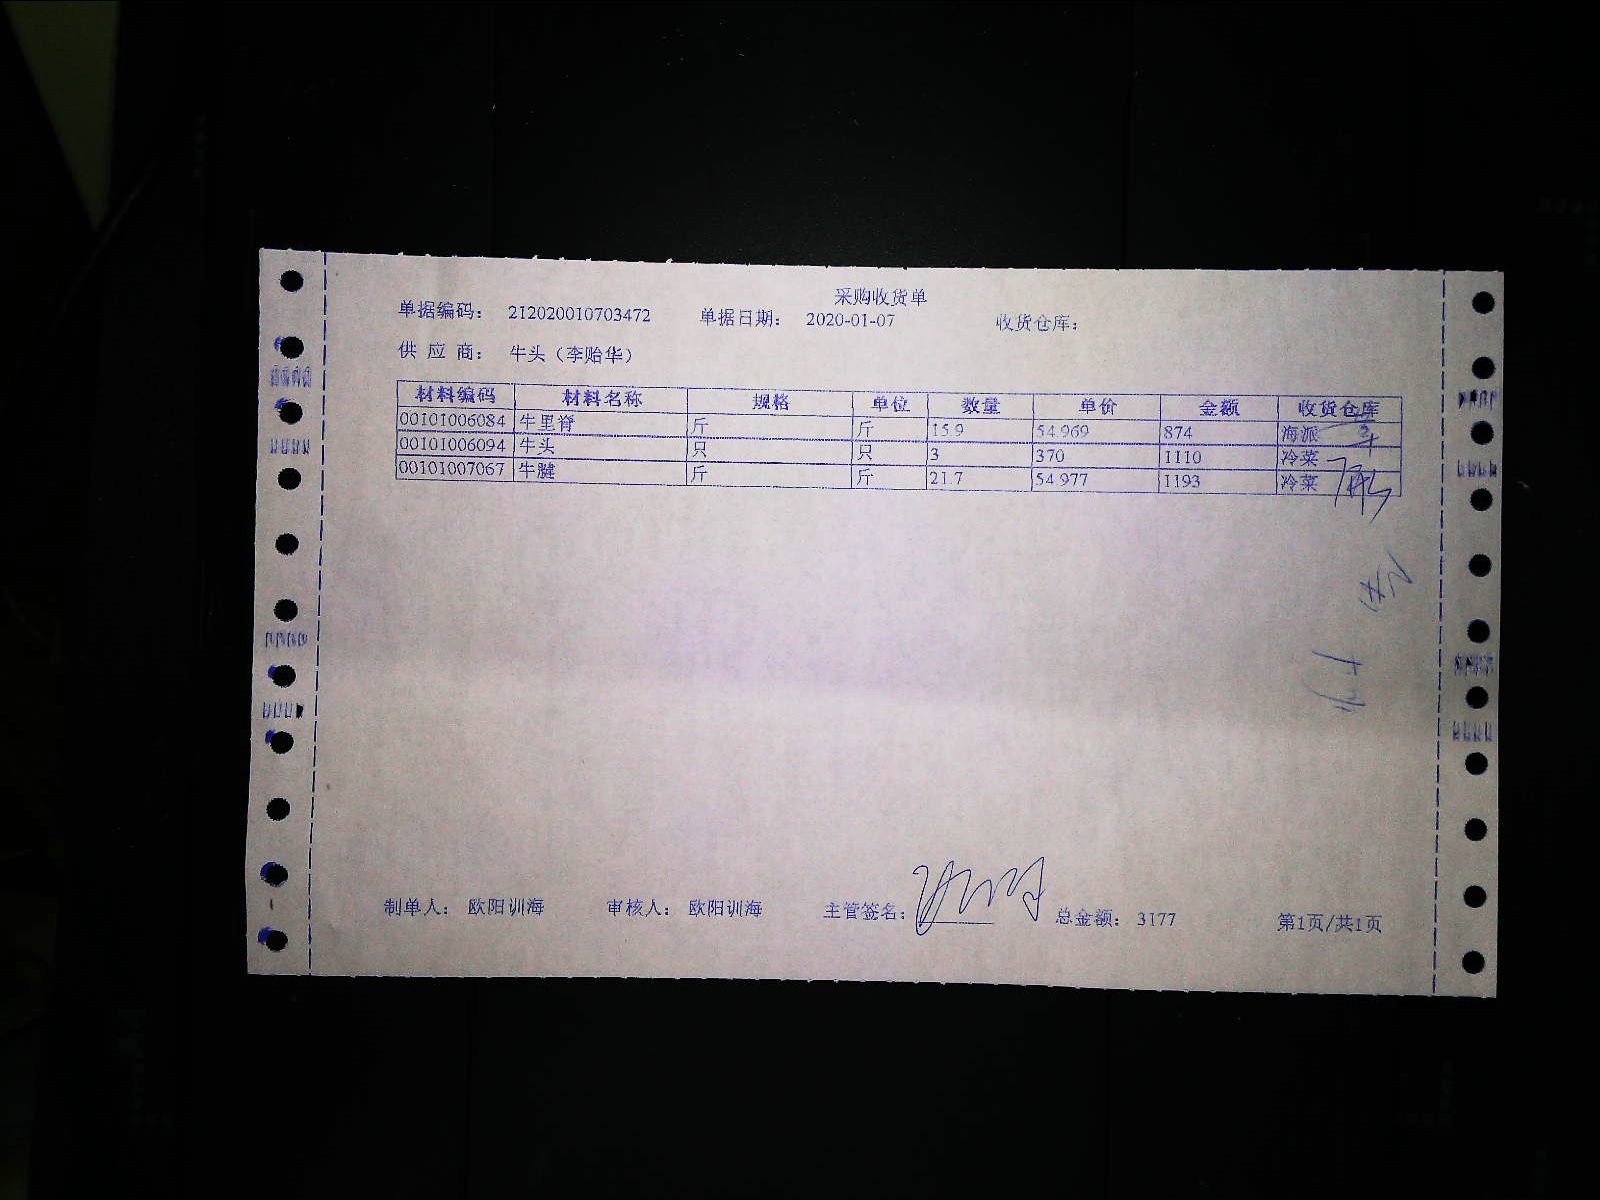 采购收货单
单据编码： 212020010703472 单据日期： 2020-01-07 收货仓库：
供 应 商： 牛头（李贻华）
材料编码 材料名称 规格 单位 数量 单价 金额 收货仓库
00101006084 牛里脊 斤 斤 15.9 54.969 874 海派
00101006094 牛头 只 只 3 370 1110 冷菜
00101007067 牛腱 斤 斤 21.7 54.977 1193 冷菜
制单人： 欧阳训海 审核人： 欧阳训海 主管签名： 总金额： 3177 第1页/共1页